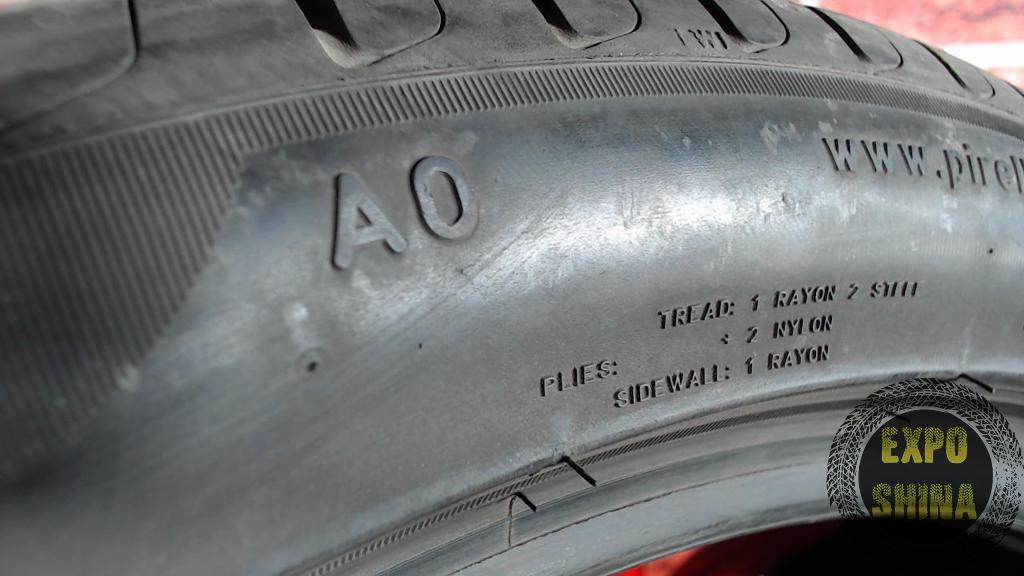 TWI
A0
www.pirel
TREAD: 1 RAYON 2 STEEL
+ 2 NYLON
PLIES:
SIDEWALL: 1 RAYON
EXPO
SHINA